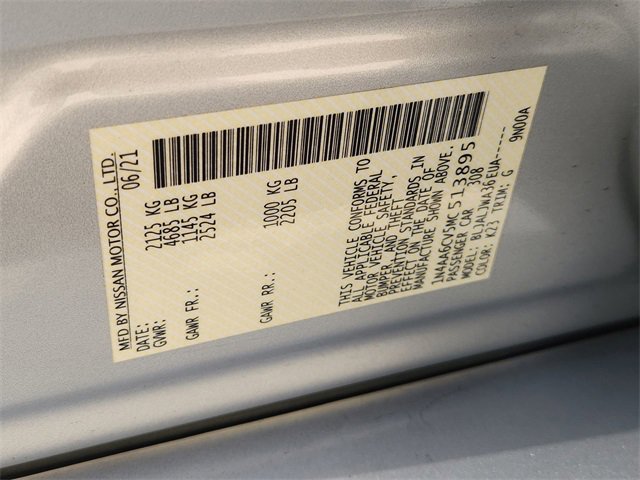 MFD BY NISSAN MOTOR CO., LTD.
DATE: 06/21
GVWR: 2125 KG
4685 LB
GAWR FR.: 1145 KG
2524 LB
GAWR RR.: 1000 KG
2205 LB
THIS VEHICLE CONFORMS TO
ALL APPLICABLE FEDERAL
MOTOR VEHICLE SAFETY,
BUMPER, AND THEFT
PREVENTION STANDARDS IN
EFFECT ON THE DATE OF
MANUFACTURE SHOWN ABOVE.
1N4AA6CV5MC513895
PASSENGER CAR 308
MODEL: BLJALJWA36EUA-----
COLOR: K23 TRIM: G 9N00A